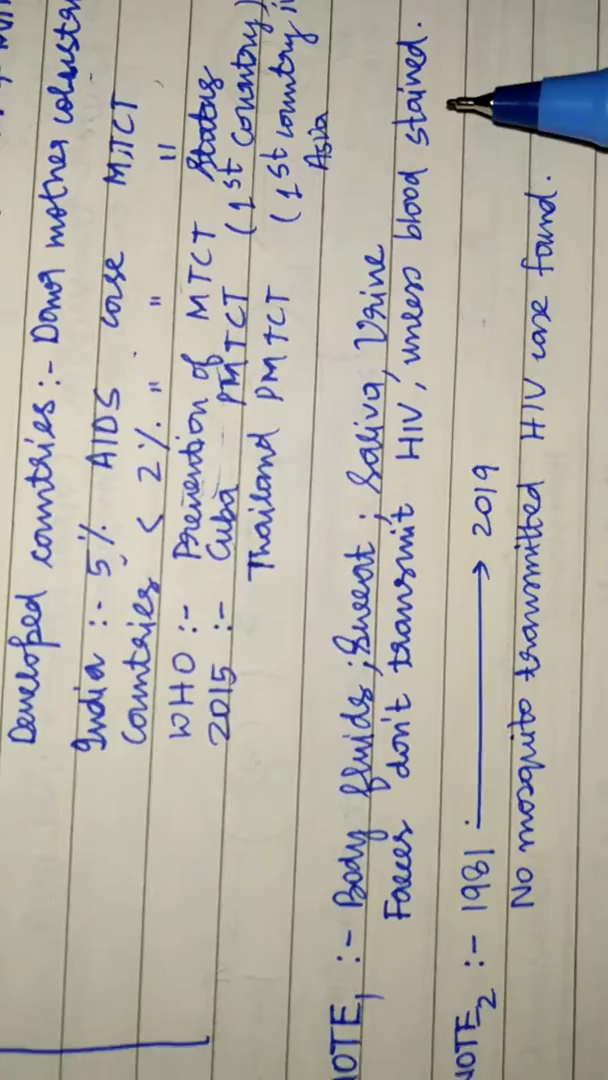 Developed countries :- Donor mother
India :- 5% AIDS case MTCT
Countries < 2% " " "
WHO :- Prevention of MTCT Status
2015 :- Cuba PMTCT (1st Country)
Thailand PMTCT (1st country
Asia
NOTE1 :- Body fluids ; Sweat ; Saliva, Urine
Faeces don't transmit HIV, unless blood stained.
NOTE2 :- 1981 → 2019
No mosquito transmitted HIV case found.